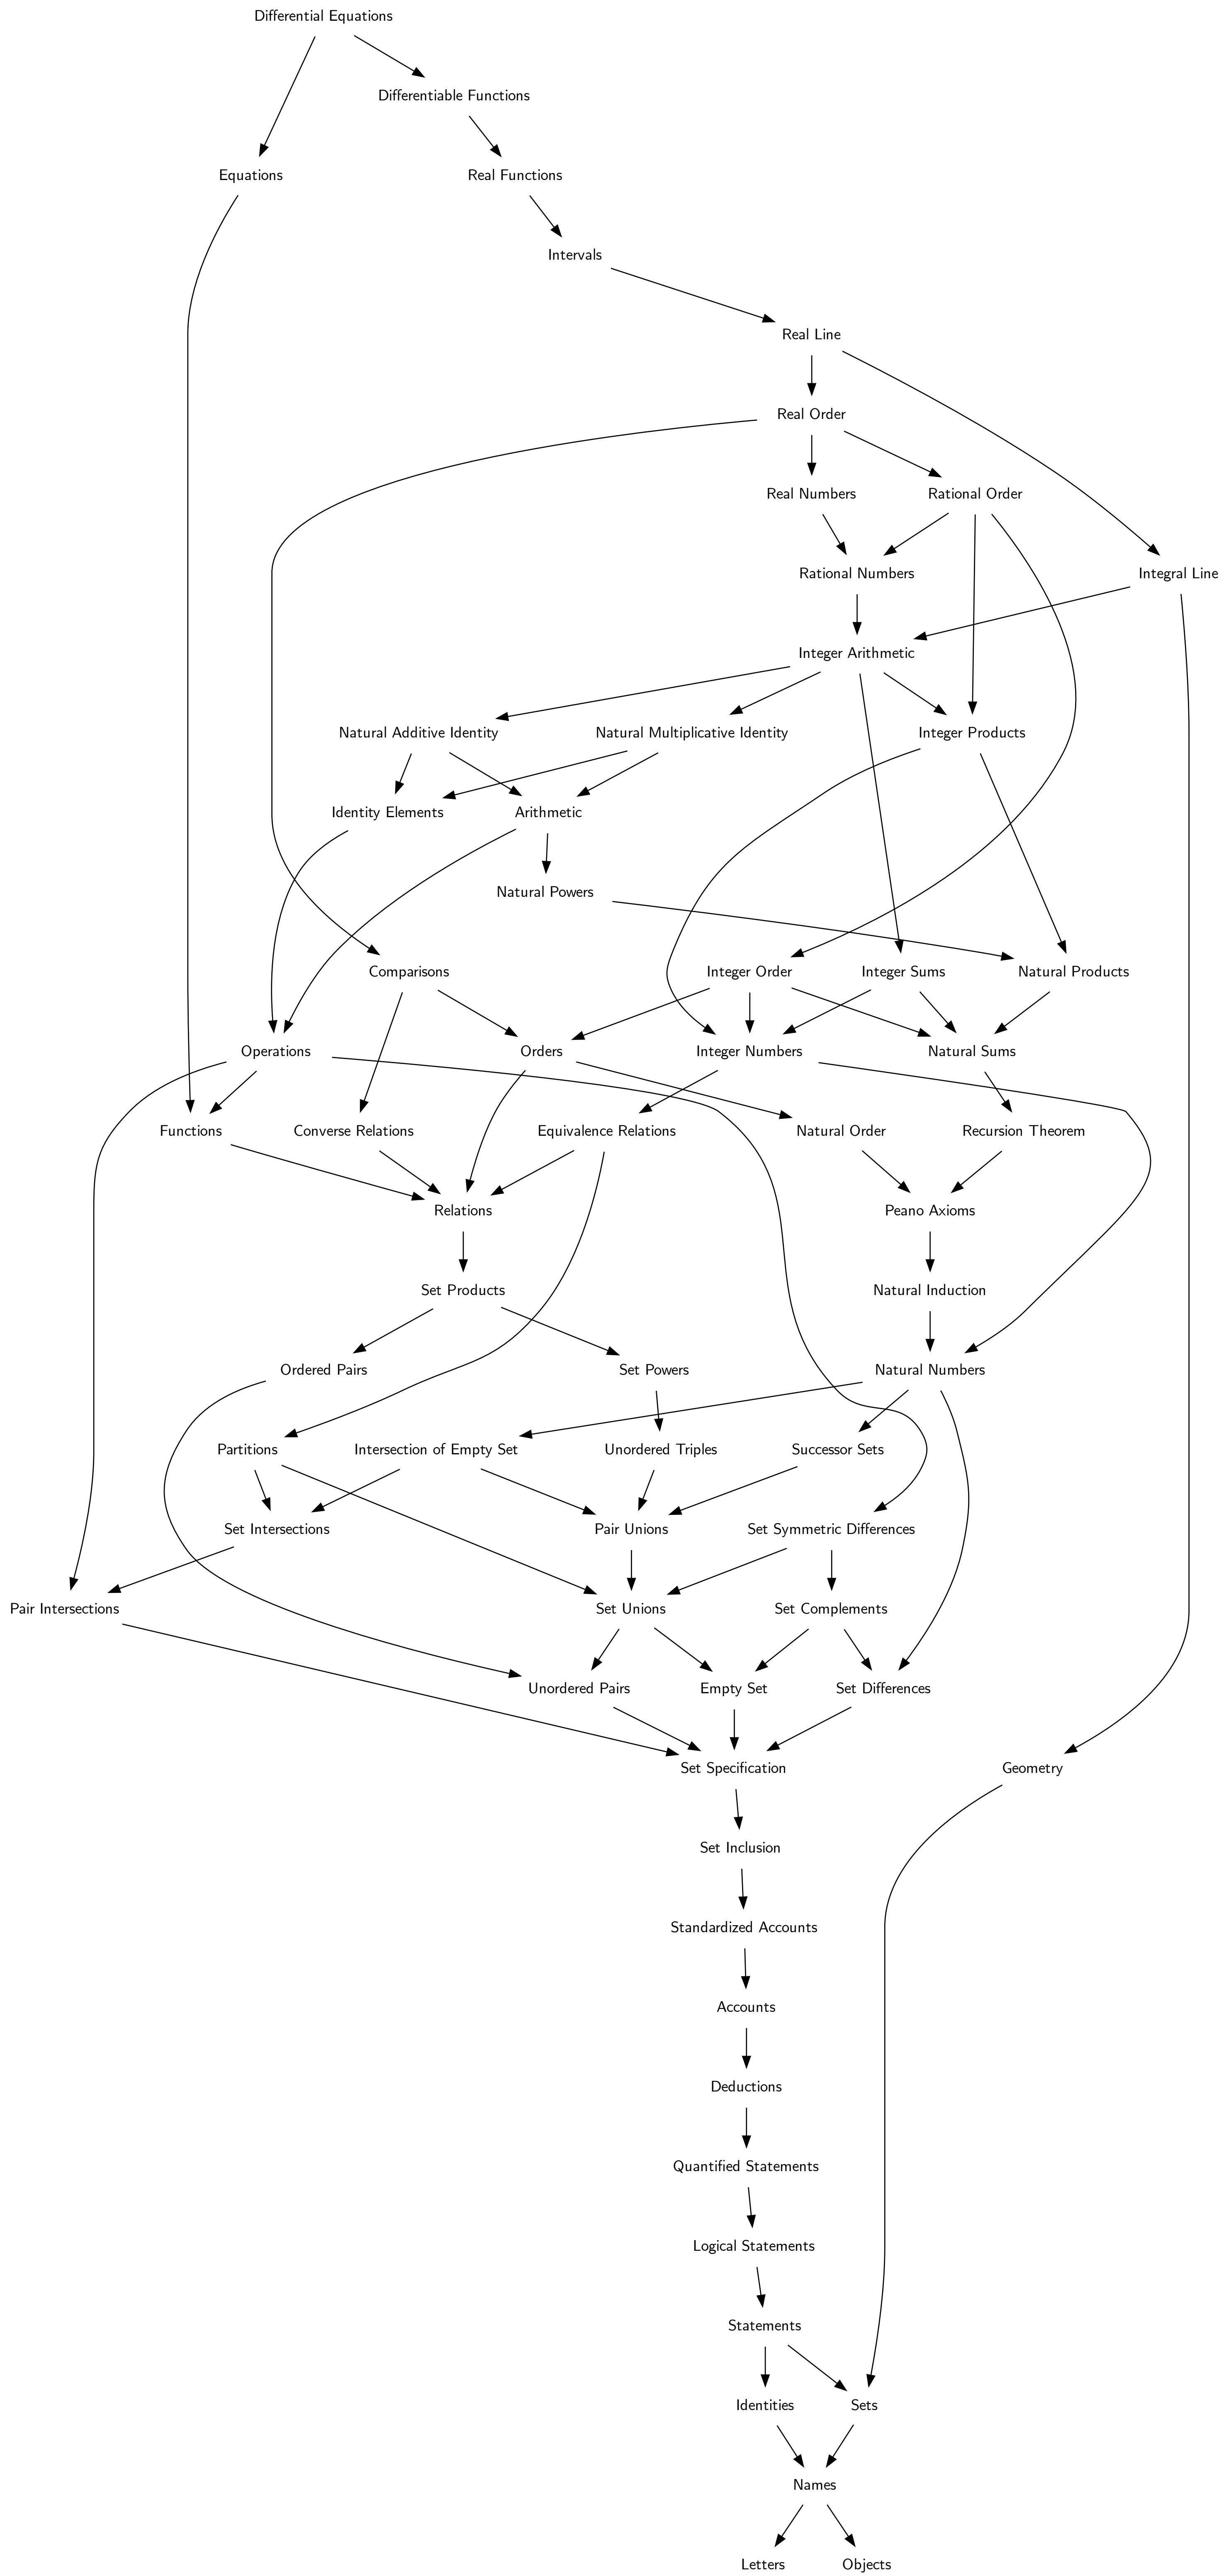 Differential Equations
Differentiable Functions
Equations
Real Functions
Intervals
Real Line
Real Order
Real Numbers
Rational Order
Rational Numbers
Integral Line
Integer Arithmetic
Natural Additive Identity
Natural Multiplicative Identity
Integer Products
Identity Elements
Arithmetic
Natural Powers
Comparisons
Integer Order
Integer Sums
Natural Products
Operations
Orders
Integer Numbers
Natural Sums
Functions
Converse Relations
Equivalence Relations
Natural Order
Recursion Theorem
Relations
Peano Axioms
Set Products
Natural Induction
Ordered Pairs
Set Powers
Natural Numbers
Partitions
Intersection of Empty Set
Unordered Triples
Successor Sets
Set Intersections
Pair Unions
Set Symmetric Differences
Pair Intersections
Set Unions
Set Complements
Unordered Pairs
Empty Set
Set Differences
Set Specification
Geometry
Set Inclusion
Standardized Accounts
Accounts
Deductions
Quantified Statements
Logical Statements
Statements
Identities
Sets
Names
Letters
Objects